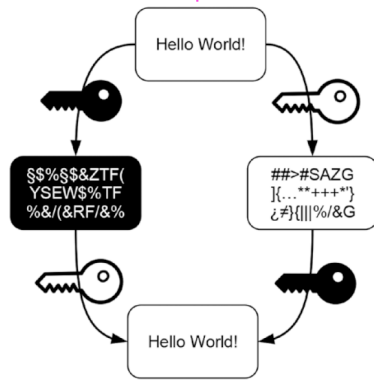 Hello World!
§$%§$&ZTF(
YSEW$%TF
%&/(&RF/&%
##>#SAZG
]{…**+++*'}
¿≠}{|||%/&G
Hello World!